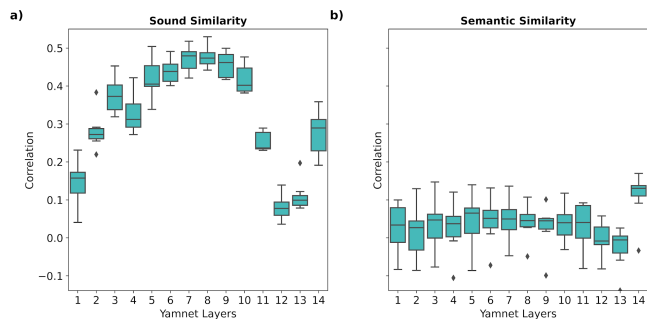 a)
Sound Similarity
0.5
0.4
0.3
0.2
0.1
0.0
−0.1
Correlation
1 2 3 4 5 6 7 8 9 10 11 12 13 14
Yamnet Layers
b)
Semantic Similarity
Correlation
1 2 3 4 5 6 7 8 9 10 11 12 13 14
Yamnet Layers